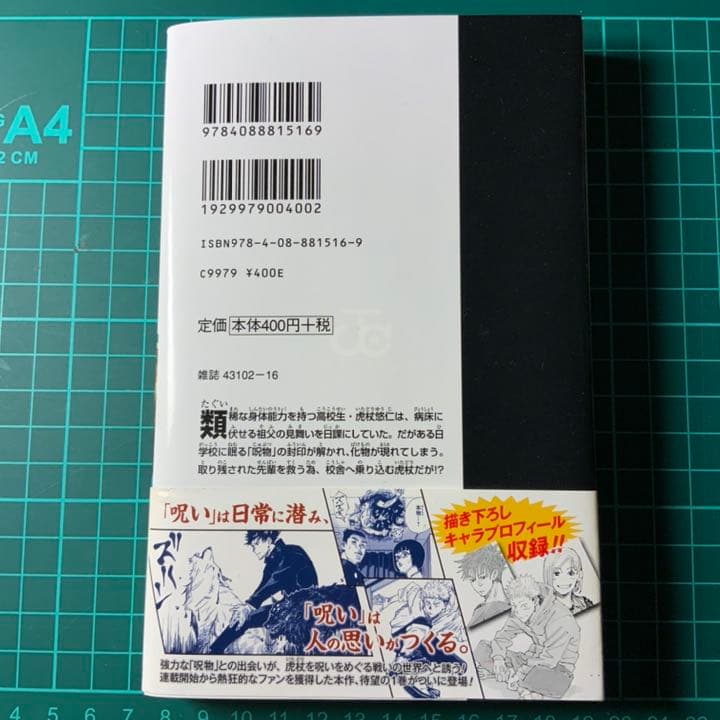 A4
2 CM
9784088815169
1929979004002
ISBN978-4-08-881516-9
C9979 ¥400E
定価 本体400円+税
雑誌 43102-16
たぐい
類稀な身体能力を持つ高校生・虎杖悠仁は、病床に
伏せる祖父の見舞いを日課にしていた。だがある日
学校に眠る「呪物」の封印が解かれ、化物が現れてしまう。
取り残された先輩を救う為、校舎へ乗り込む虎杖だが!?
「呪い」は日常に潜み、
描き下ろし
キャラプロフィール
収録!!
「呪い」は
人の思いがつくる。
強力な「呪物」との出会いが、虎杖を呪いをめぐる戦いの世界へと誘う!
連載開始から熱狂的なファンを獲得した本作、待望の1巻がついに登場!